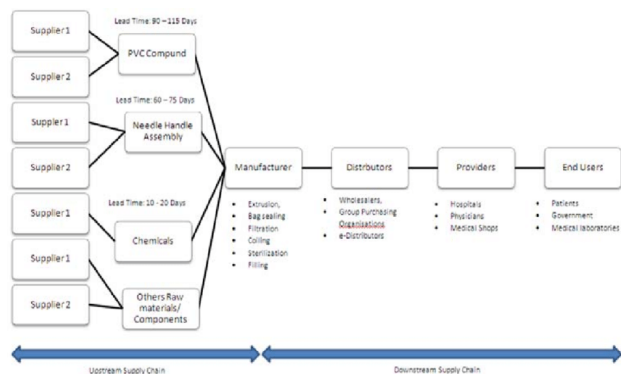 Lead Time: 90 – 115 Days
Supplier 1
PVC Compund
Supplier 2
Lead Time: 60 – 75 Days
Supplier 1
Needle Handle
Assembly
Supplier 2
Manufacturer
Distrbutors
Providers
End Users
Lead Time: 10 - 20 Days
Supplier 1
Chemicals
Supplier 1
Others Raw
materials/
Components
Supplier 2
• Extrusion,
• Bag sealing
• Filtration
• Coiling
• Sterilization
• Filling
• Wholesalers,
• Group Purchasing
Organisations
• e-Distributors
• Hospitals
• Physicians
• Medical Shops
• Patients
• Government
• Medical laboratories
Upstream Supply Chain
Downstream Supply Chain